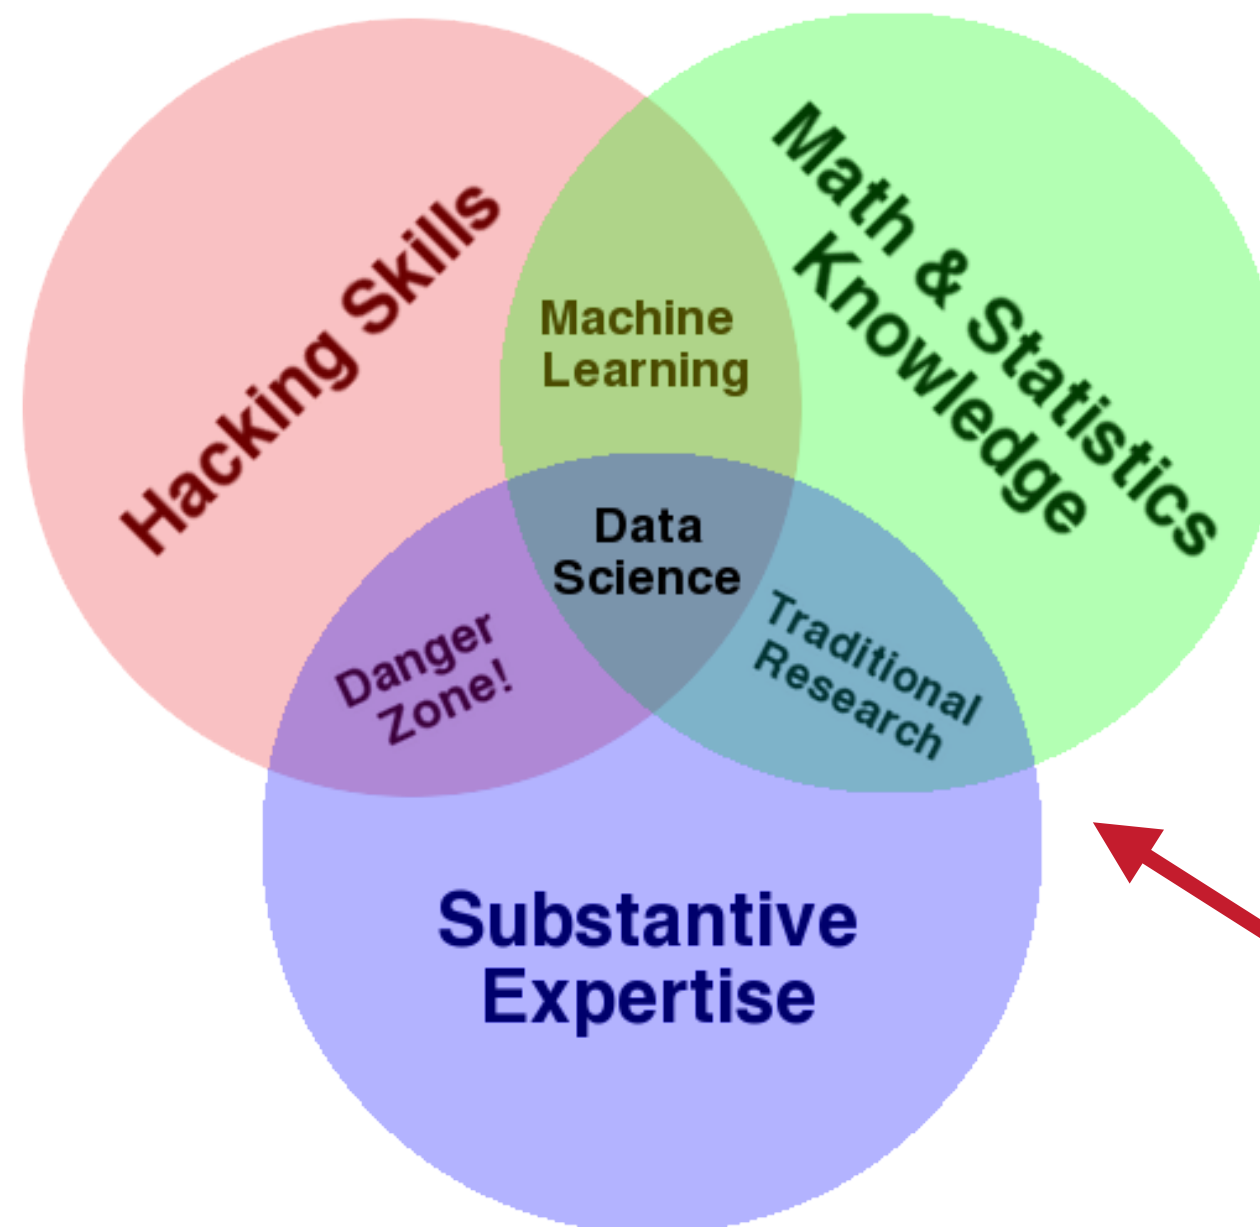 Hacking Skills
Math & Statistics
Knowledge
Machine
Learning
Data
Science
Danger
Zone!
Traditional
Research
Substantive
Expertise